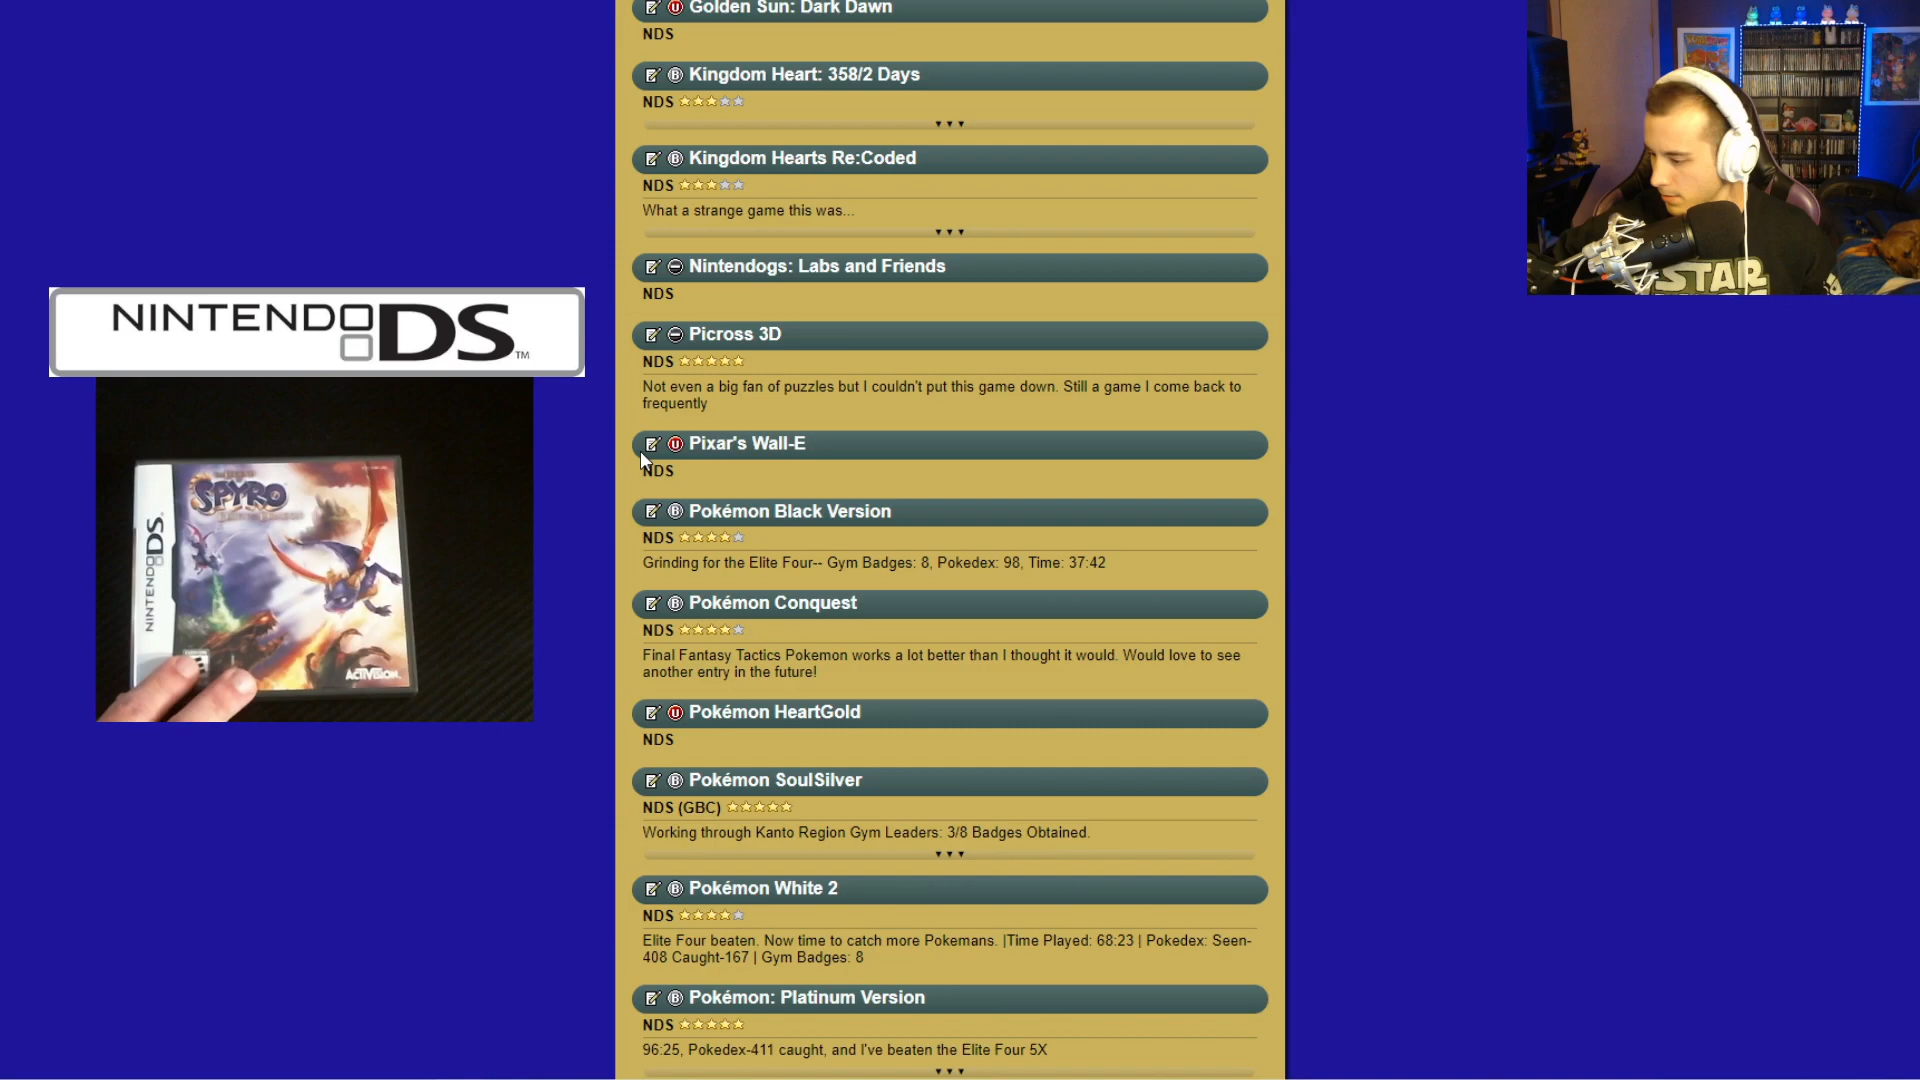 Golden Sun: Dark Dawn
NDS
Kingdom Heart: 358/2 Days
NDS
Kingdom Hearts Re:Coded
NDS
What a strange game this was...
Nintendogs: Labs and Friends
NDS
Picross 3D
NDS
Not even a big fan of puzzles but I couldn't put this game down. Still a game I come back to
frequently
Pixar's Wall-E
NDS
Pokémon Black Version
NDS
Grinding for the Elite Four-- Gym Badges: 8, Pokedex: 98, Time: 37:42
Pokémon Conquest
NDS
Final Fantasy Tactics Pokemon works a lot better than I thought it would. Would love to see
another entry in the future!
Pokémon HeartGold
NDS
Pokémon SoulSilver
NDS (GBC)
Working through Kanto Region Gym Leaders: 3/8 Badges Obtained.
Pokémon White 2
NDS
Elite Four beaten. Now time to catch more Pokemans. |Time Played: 68:23 | Pokedex: Seen-
408 Caught-167 | Gym Badges: 8
Pokémon: Platinum Version
NDS
96:25, Pokedex-411 caught, and I've beaten the Elite Four 5X
NINTENDO DS TM
NINTENDO DS
SPYRO
ACTIVISION
STAR